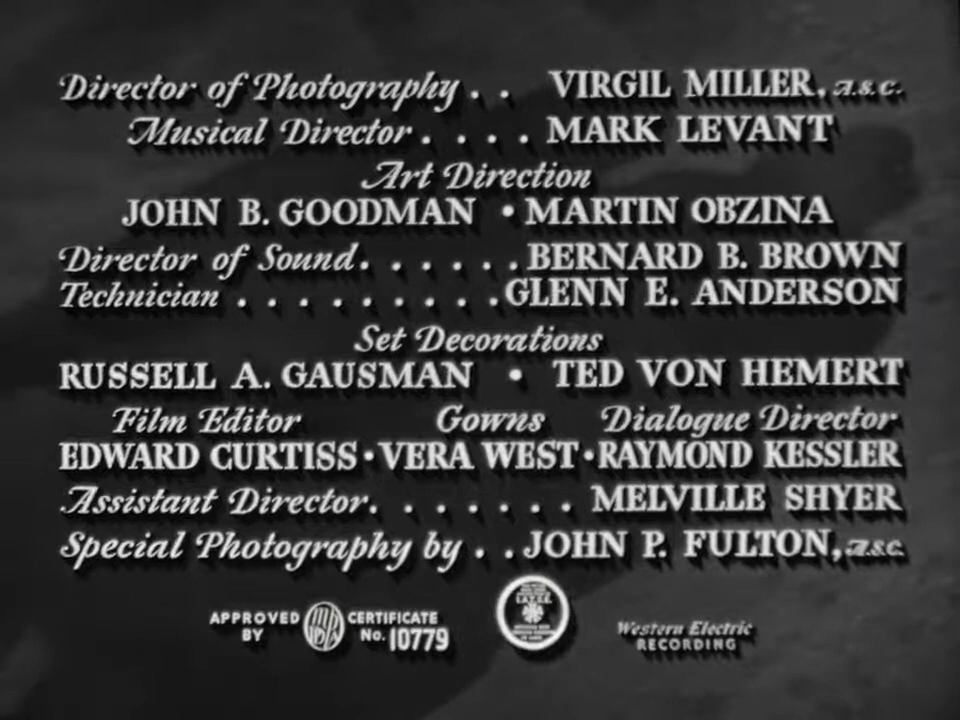 Director of Photography . . VIRGIL MILLER, A.S.C.
Musical Director . . . . MARK LEVANT
Art Direction
JOHN B. GOODMAN • MARTIN OBZINA
Director of Sound . . . . . . BERNARD B. BROWN
Technician . . . . . . . . . GLENN E. ANDERSON
Set Decorations
RUSSELL A. GAUSMAN • TED VON HEMERT
Film Editor Gowns Dialogue Director
EDWARD CURTISS • VERA WEST • RAYMOND KESSLER
Assistant Director . . . . . . MELVILLE SHYER
Special Photography by . . JOHN P. FULTON, A.S.C.
APPROVED BY CERTIFICATE No. 10779
I.A.T.S.E.
Western Electric
RECORDING